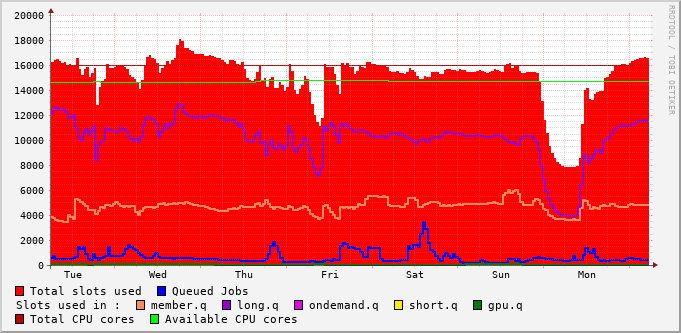 20000
18000
16000
14000
12000
10000
8000
6000
4000
2000
0
Tue Wed Thu Fri Sat Sun Mon
Total slots used Queued Jobs
Slots used in : member.q long.q ondemand.q short.q gpu.q
Total CPU cores Available CPU cores
RRDTOOL / TOBI OETIKER